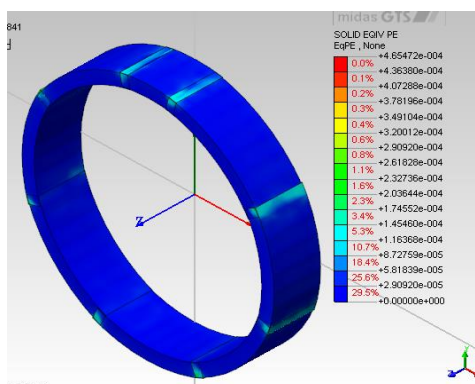 841
midas GTS
SOLID EQIV PE
EqPE , None
+4.65472e-004
0.0%
+4.36380e-004
0.1%
+4.07288e-004
0.2%
+3.78196e-004
0.3%
+3.49104e-004
0.4%
+3.20012e-004
0.6%
+2.90920e-004
0.8%
+2.61828e-004
1.1%
+2.32736e-004
1.6%
+2.03644e-004
2.3%
+1.74552e-004
3.4%
+1.45460e-004
5.3%
+1.16368e-004
10.7%
+8.72759e-005
18.4%
+5.81839e-005
25.6%
+2.90920e-005
29.5%
+0.00000e+000
Z